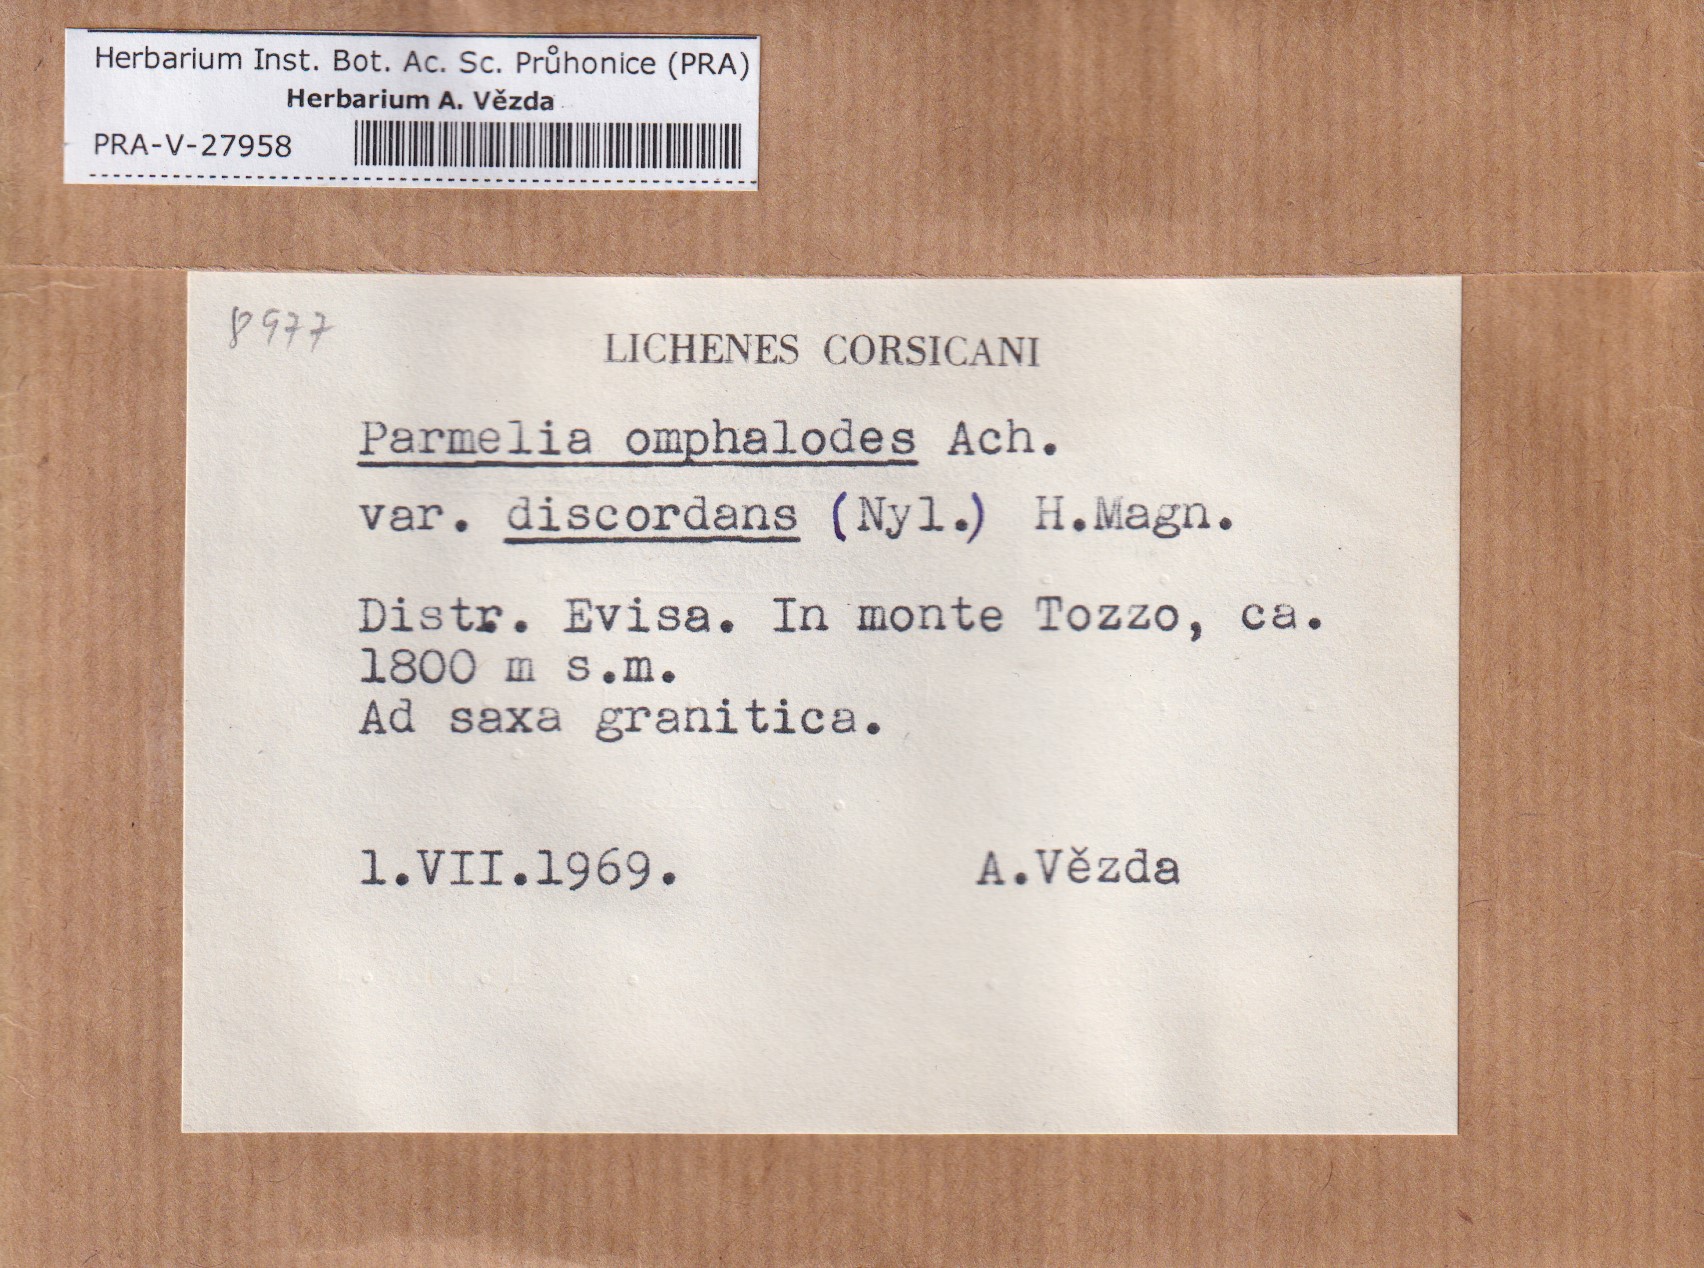 Herbarium Inst. Bot. Ac. Sc. Průhonice (PRA)
Herbarium A. Vězda
PRA-V-27958
8977
LICHENES CORSICANI
Parmelia omphalodes Ach.
var. discordans (Nyl.) H.Magn.
Distr. Evisa. In monte Tozzo, ca.
1800 m s.m.
Ad saxa granitica.
1.VII.1969. A.Vězda